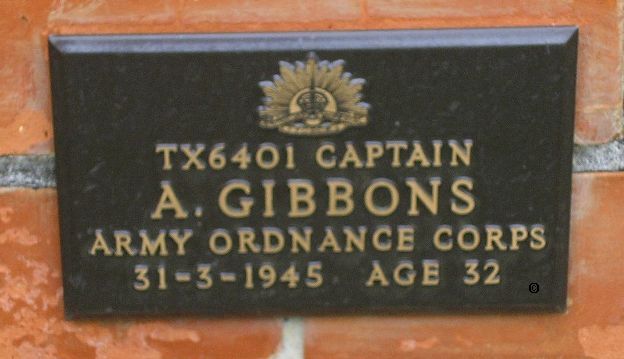 TX6401 CAPTAIN
A. GIBBONS
ARMY ORDNANCE CORPS
31-3-1945 AGE 32